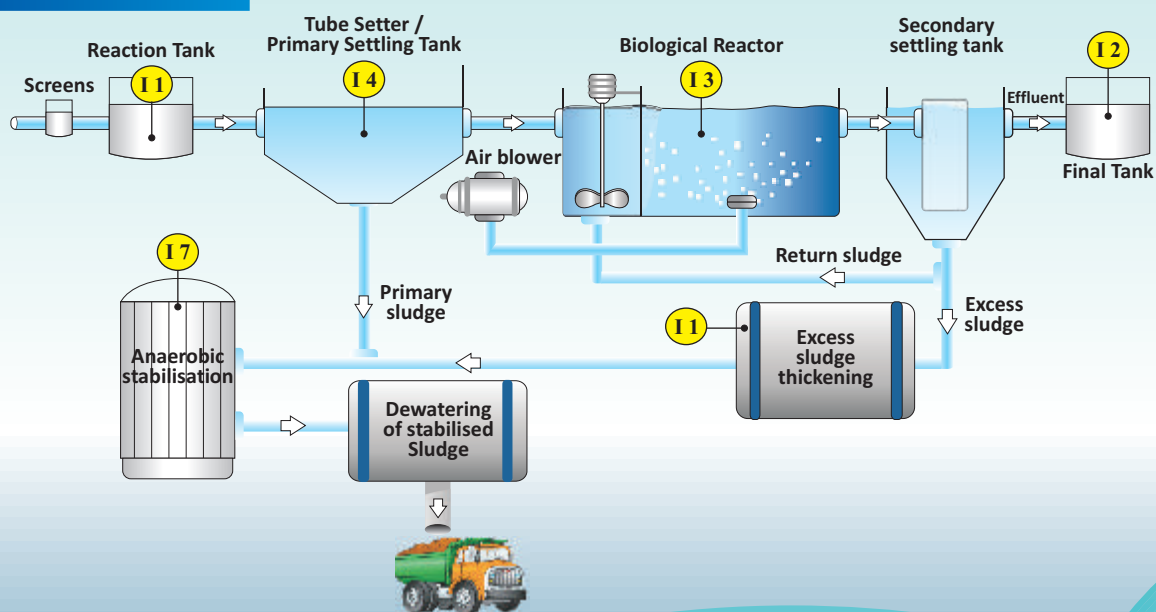 Tube Setter /
Primary Settling Tank
Reaction Tank
Biological Reactor
Secondary
settling tank
Screens
I 1
I 4
I 3
I 2
Effluent
Air blower
Final Tank
I 7
Return sludge
Primary
sludge
Excess
sludge
I 1
Excess
sludge
thickening
Anaerobic
stabilisation
Dewatering
of stabilised
Sludge